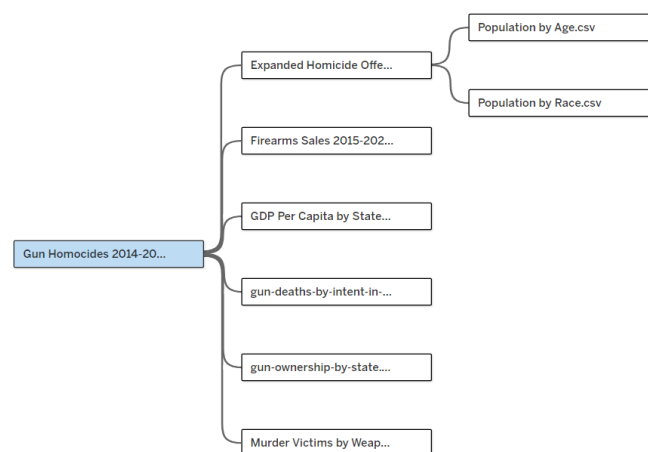 Population by Age.csv
Expanded Homicide Offe...
Population by Race.csv
Firearms Sales 2015-202...
GDP Per Capita by State...
Gun Homocides 2014-20...
gun-deaths-by-intent-in-...
gun-ownership-by-state....
Murder Victims by Weap...